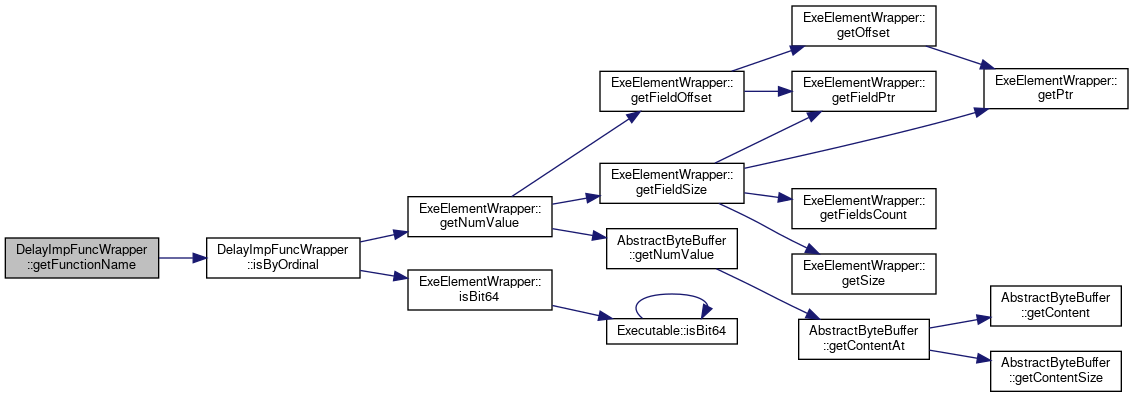 DelayImpFuncWrapper
::getFunctionName
DelayImpFuncWrapper
::isByOrdinal
ExeElementWrapper::
getNumValue
ExeElementWrapper::
isBit64
ExeElementWrapper::
getFieldOffset
ExeElementWrapper::
getFieldSize
AbstractByteBuffer
::getNumValue
Executable::isBit64
ExeElementWrapper::
getOffset
ExeElementWrapper::
getFieldPtr
ExeElementWrapper::
getFieldsCount
ExeElementWrapper::
getSize
AbstractByteBuffer
::getContentAt
ExeElementWrapper::
getPtr
AbstractByteBuffer
::getContent
AbstractByteBuffer
::getContentSize